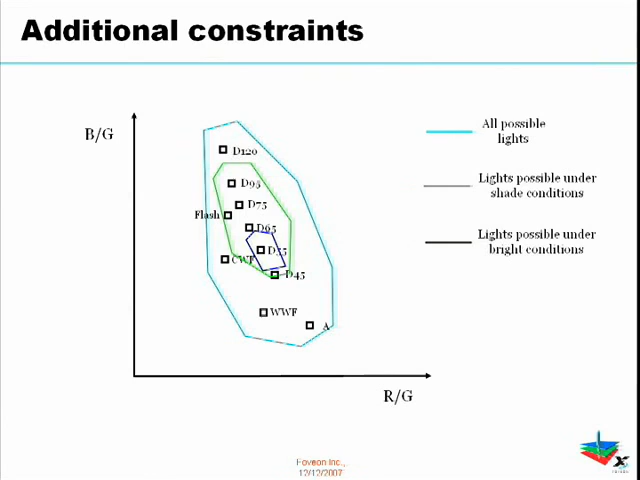 Additional constraints
B/G
All possible
lights
D120
Lights possible under
shade conditions
D95
D75
Flash
D65
Lights possible under
bright conditions
D55
CWF
D45
WWF
A
R/G
Foveon Inc.,
12/12/2007